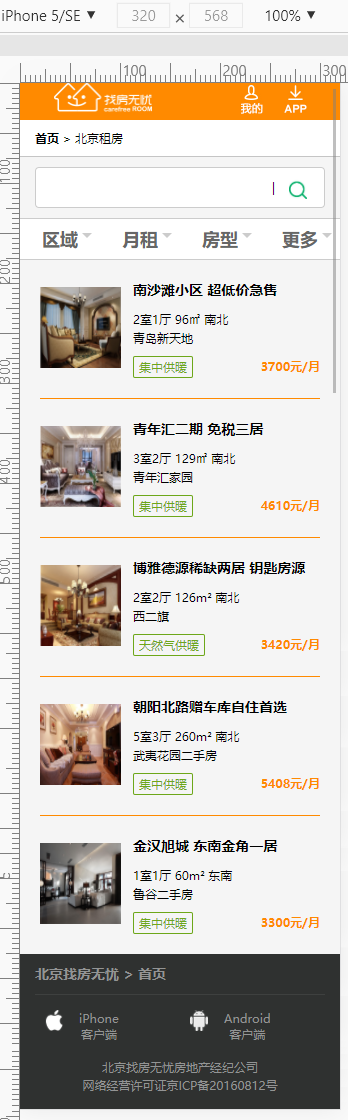 iPhone 5/SE ▼ 320 × 568 100% ▼
100 200 300
找房无忧
carefree ROOM
我的 APP
首页 > 北京租房
区域 月租 房型 更多
南沙滩小区 超低价急售
2室1厅 96㎡ 南北
青岛新天地
集中供暖 3700元/月
青年汇二期 免税三居
3室2厅 129㎡ 南北
青年汇家园
集中供暖 4610元/月
博雅德源稀缺两居 钥匙房源
2室2厅 126m² 南北
西二旗
天然气供暖 3420元/月
朝阳北路赠车库自住首选
5室3厅 260m² 南北
武夷花园二手房
集中供暖 5408元/月
金汉旭城 东南金角一居
1室1厅 60m² 东南
鲁谷二手房
集中供暖 3300元/月
北京找房无忧 > 首页
iPhone
客户端
Android
客户端
北京找房无忧房地产经纪公司
网络经营许可证京ICP备20160812号
100
200
300
400
500